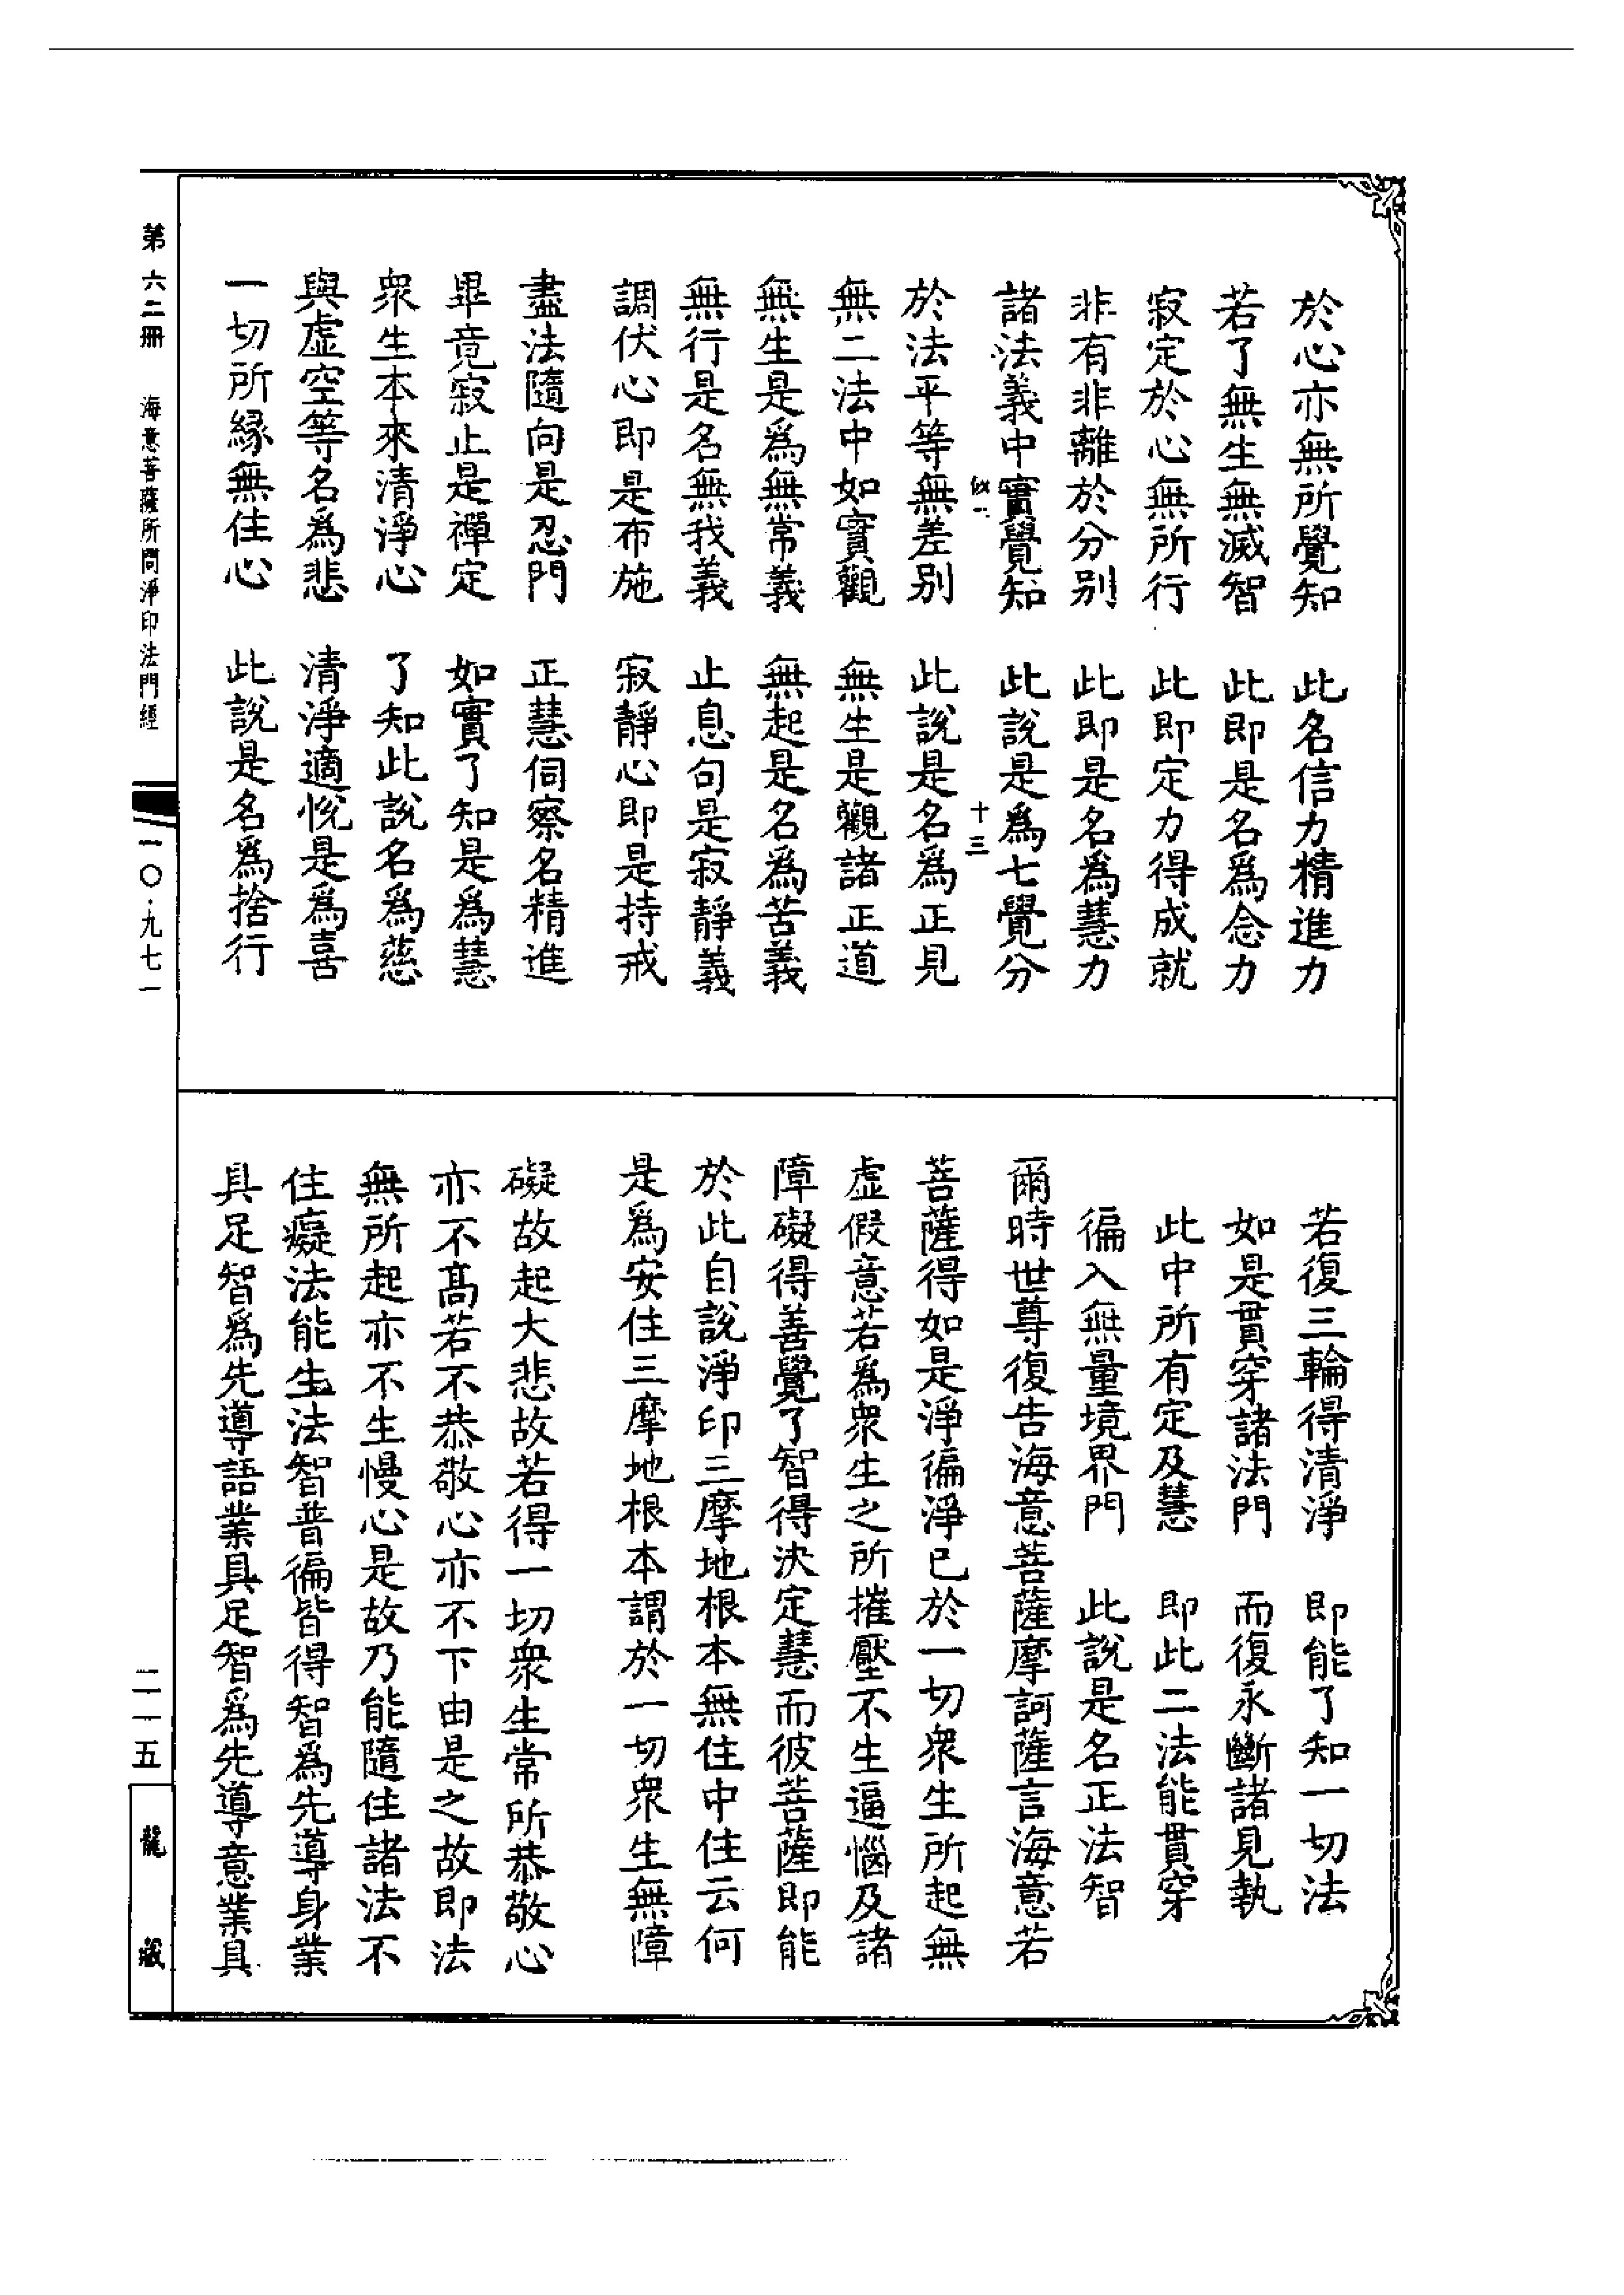 於心亦無所覺知　此名信力精進力
若了無生無滅智　此即是名為念力
寂定於心無所行　此即定力得成就
非有非離於分别　此即是名為慧力
諸法義中實覺知　此說是為七覺分
十三
於法平等無差别　此說是名為正見
無二法中如實觀　無生是觀諸正道
無生是為無常義　無起是名為苦義
無行是名無我義　止息句是寂靜義
調伏心即是布施　寂靜心即是持戒
盡法隨向是忍門　正慧伺察名精進
畢竟寂止是禪定　如實了知是為慧
衆生本來清淨心　了知此說名為慈
與虛空等名為悲　清淨適悅是為喜
一切所緣無住心　此說是名為捨行
若復三輪得清淨　即能了知一切法
如是貫穿諸法門　而復永斷諸見執
此中所有定及慧　即此二法能貫穿
徧入無量境界門　此說是名正法智
爾時世尊復告海意菩薩摩訶薩言海意若
菩薩得如是淨徧淨已於一切衆生所起無
虛假意若為衆生之所摧壓不生逼惱及諸
障礙得善覺了智得決定慧而彼菩薩即能
於此自說淨印三摩地根本無住中住云何
是為安住三摩地根本謂於一切衆生無障
礙故起大悲故若得一切衆生常所恭敬心
亦不髙若不恭敬心亦不下由是之故即法
無所起亦不生慢心是故乃能隨住諸法不
住癡法能生法智普徧皆得智為先導身業
具足智為先導語業具足智為先導意業具
第六二冊　海意菩薩所問淨印法門經　一〇·九七一
二一五
龍藏